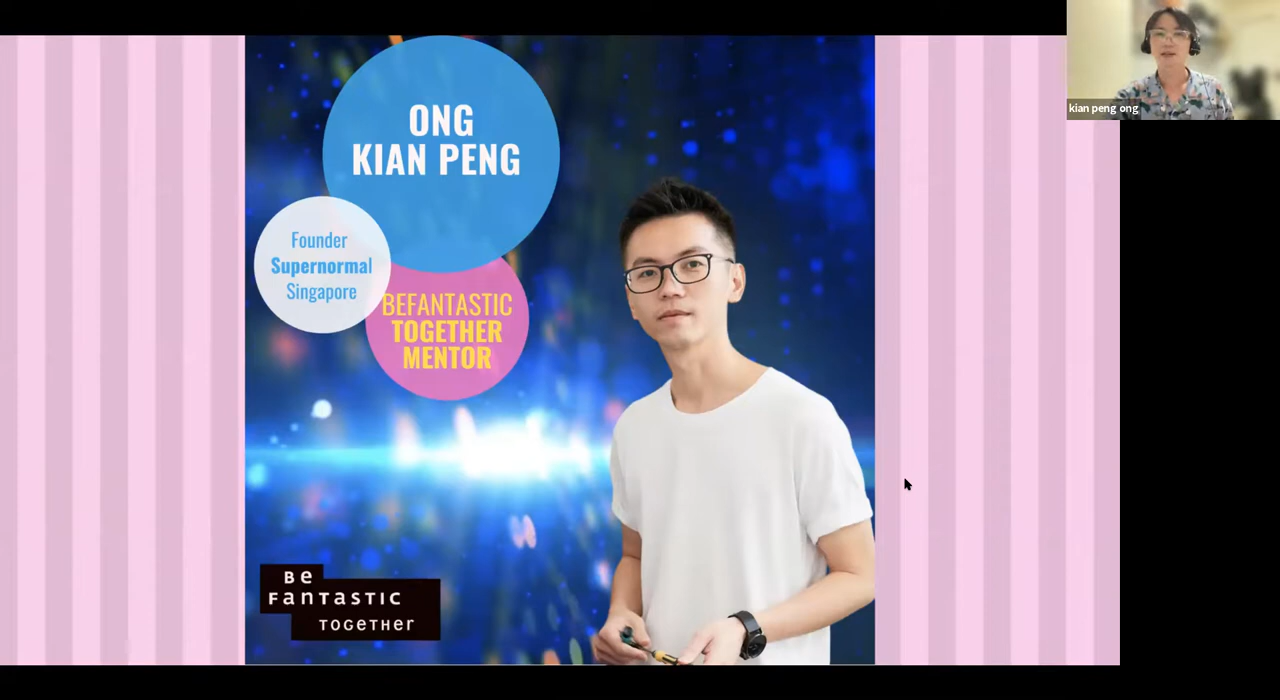 ONG
KIAN PENG
Founder
Supernormal
Singapore
BEFANTASTIC
TOGETHER
MENTOR
Be
FanTasTIC
TOGeTHer
kian peng ong